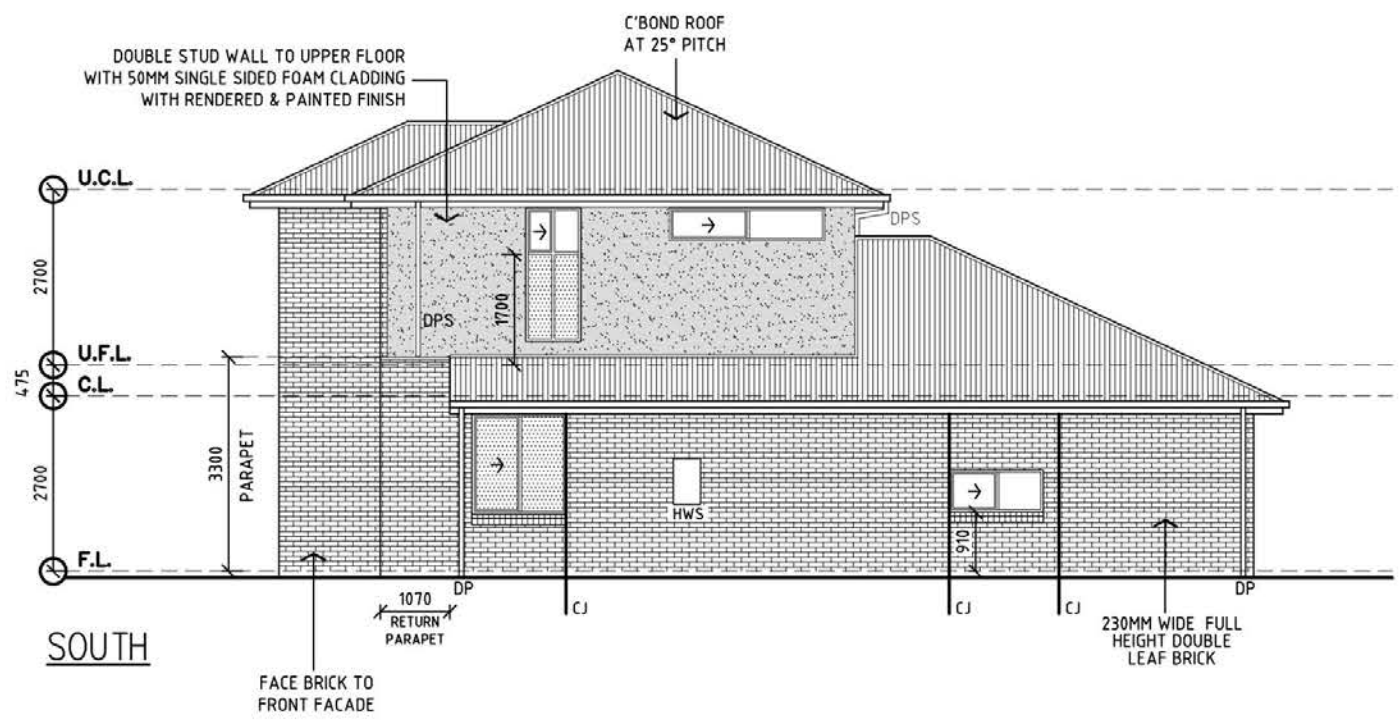 C'BOND ROOF
AT 25° PITCH
DOUBLE STUD WALL TO UPPER FLOOR
WITH 50MM SINGLE SIDED FOAM CLADDING
WITH RENDERED & PAINTED FINISH
U.C.L.
DPS
2700
1700
DPS
U.F.L.
475
C.L.
3300
PARAPET
2700
HWS
910
F.L.
DP
DP
1070
RETURN
PARAPET
CJ
CJ
CJ
SOUTH
230MM WIDE FULL
HEIGHT DOUBLE
LEAF BRICK
FACE BRICK TO
FRONT FACADE